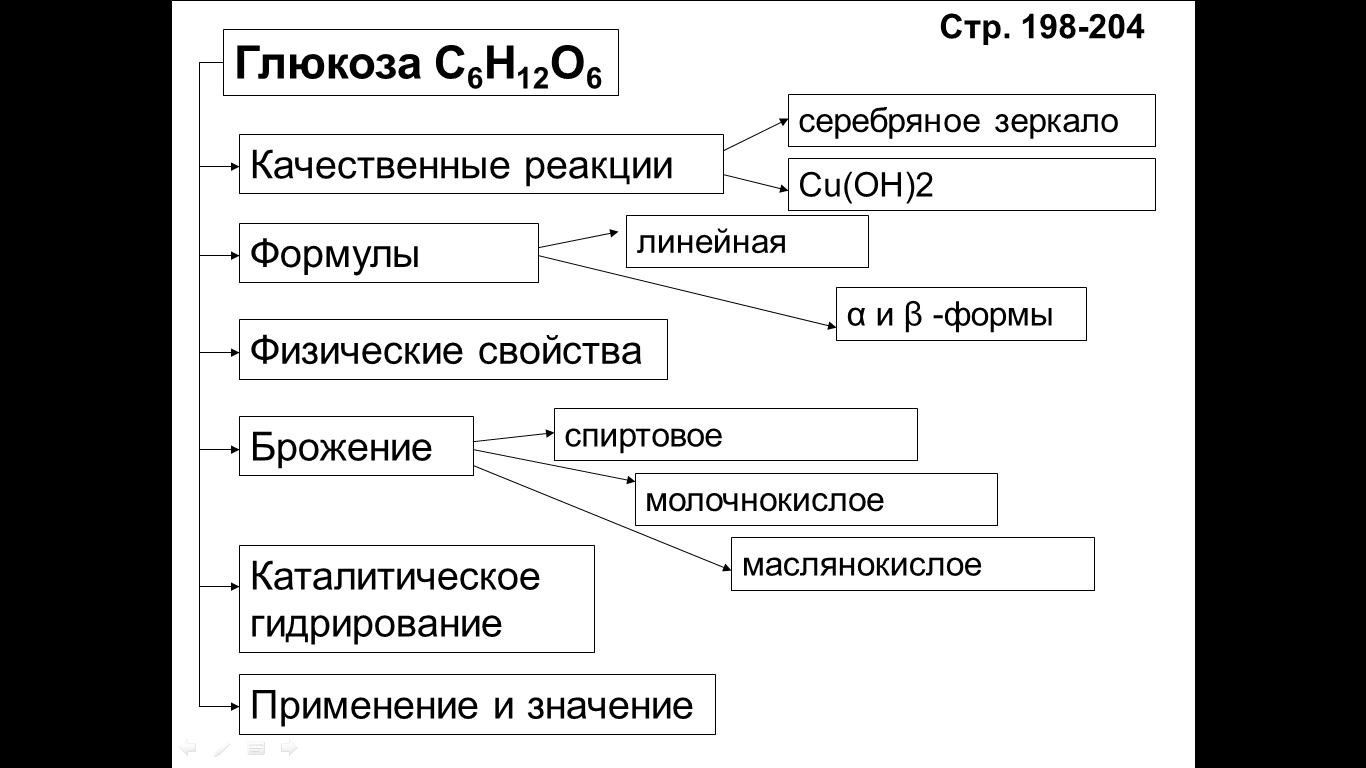 Стр. 198-204
Глюкоза C₆H₁₂O₆
Качественные реакции
серебряное зеркало
Cu(OH)2
Формулы
линейная
α и β -формы
Физические свойства
Брожение
спиртовое
молочнокислое
маслянокислое
Каталитическое
гидрирование
Применение и значение